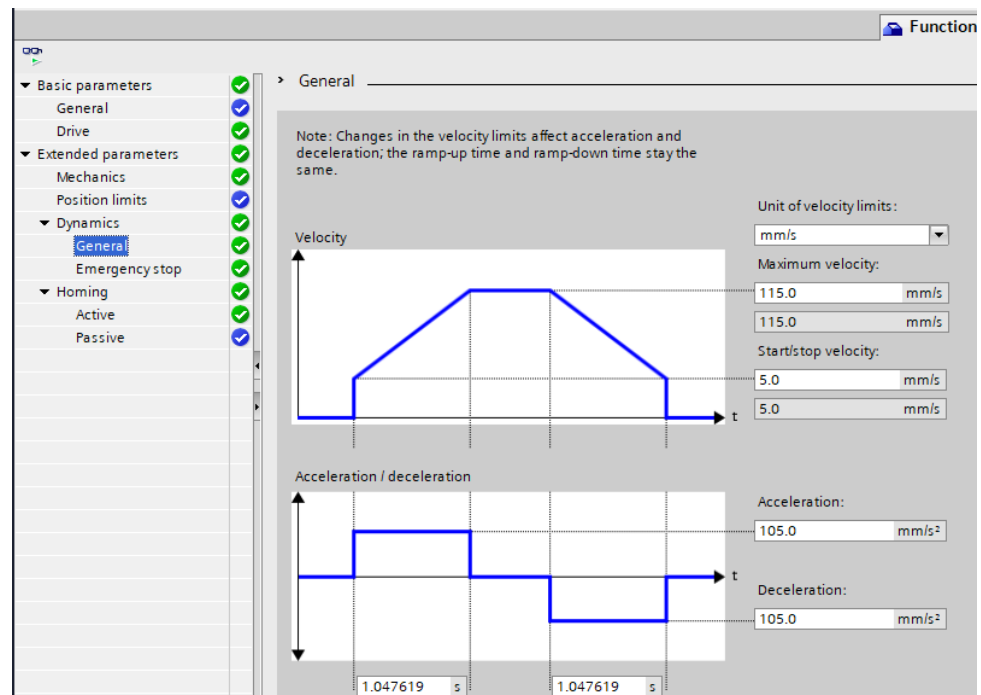 Function
Basic parameters
General
Drive
Extended parameters
Mechanics
Position limits
Dynamics
General
Emergency stop
Homing
Active
Passive
General
Note: Changes in the velocity limits affect acceleration and
deceleration; the ramp-up time and ramp-down time stay the
same.
Unit of velocity limits:
mm/s
Velocity
Maximum velocity:
115.0 mm/s
115.0 mm/s
Start/stop velocity:
5.0 mm/s
5.0 mm/s
t
Acceleration / deceleration
Acceleration:
105.0 mm/s²
t
Deceleration:
105.0 mm/s²
1.047619 s
1.047619 s